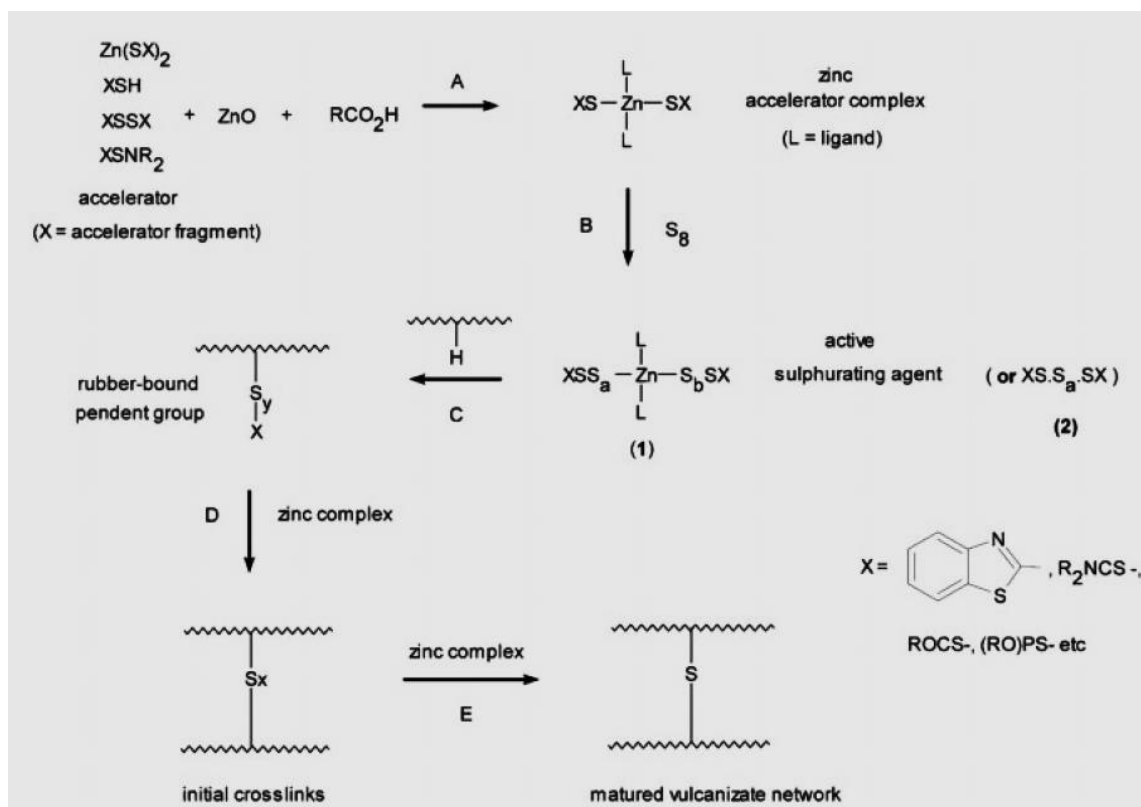 Zn(SX)2
XSH
XSSX + ZnO + RCO2H
XSNR2
accelerator
(X = accelerator fragment)
A
L
XS-Zn-SX
L
zinc
accelerator complex
(L = ligand)
B S8
H
C
L
XSSa-Zn-SbSX
L
(1)
active
sulphurating agent
( or XS.Sa.SX )
(2)
rubber-bound
pendent group
Sy
X
D zinc complex
X = N S , R2NCS -,
ROCS-, (RO)PS- etc
Sx
initial crosslinks
zinc complex
E
S
matured vulcanizate network